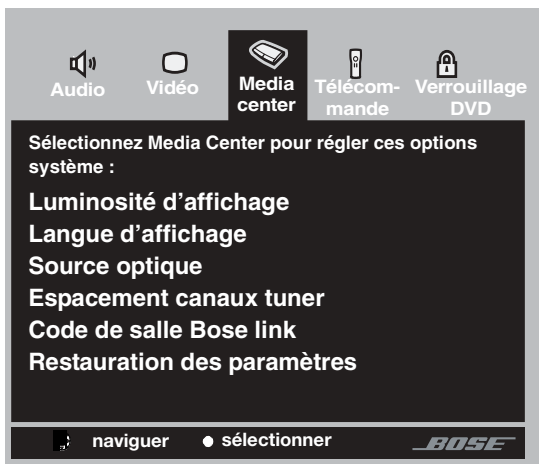 Audio
Vidéo
Media
center
Télécom-
mande
Verrouillage
DVD
Sélectionnez Media Center pour régler ces options
système :
Luminosité d’affichage
Langue d’affichage
Source optique
Espacement canaux tuner
Code de salle Bose link
Restauration des paramètres
naviguer sélectionner BOSE